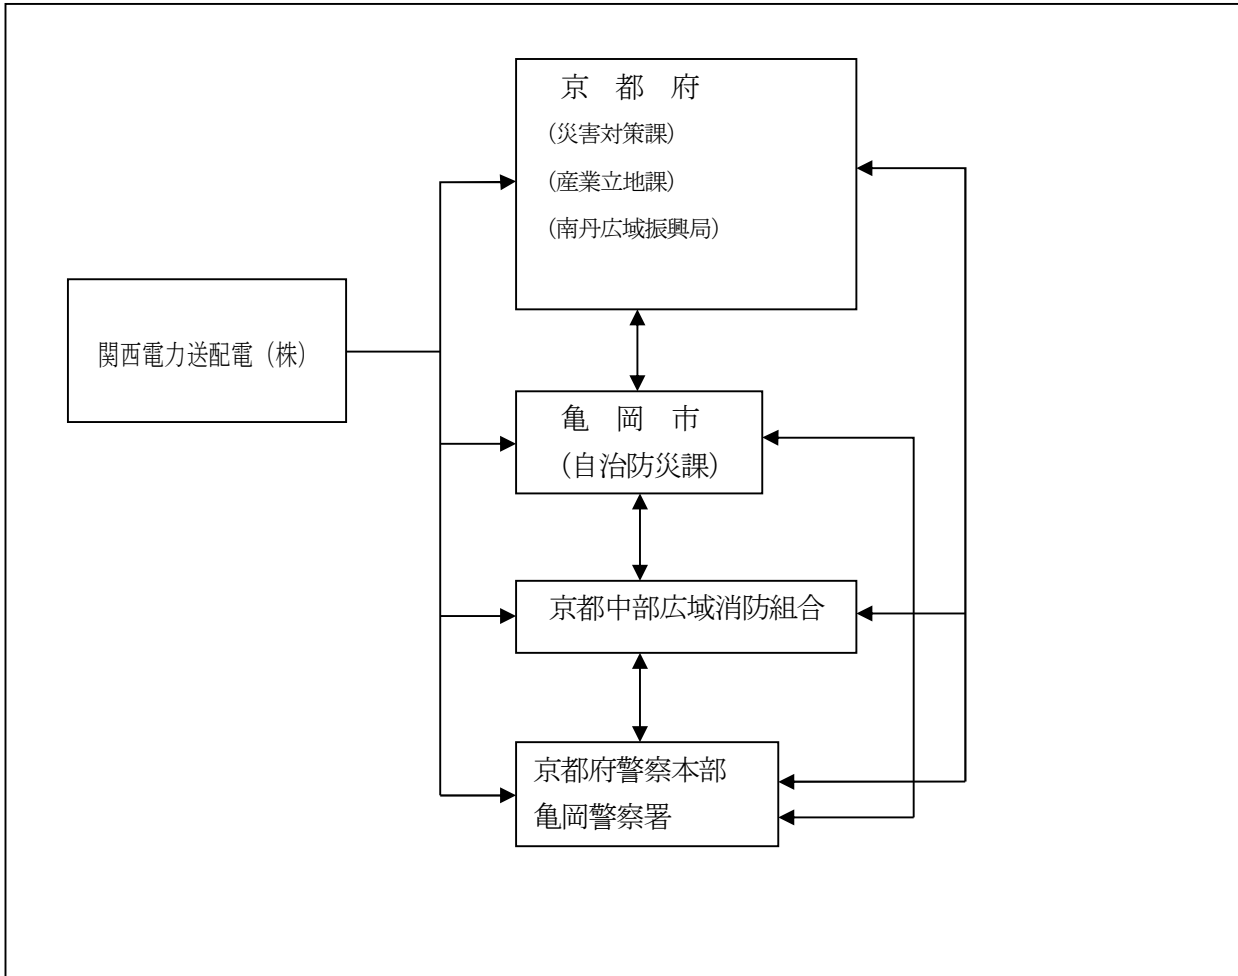 京　都　府
（災害対策課）
（産業立地課）
（南丹広域振興局）
関西電力送配電（株）
亀　岡　市
（自治防災課）
京都中部広域消防組合
京都府警察本部
亀岡警察署